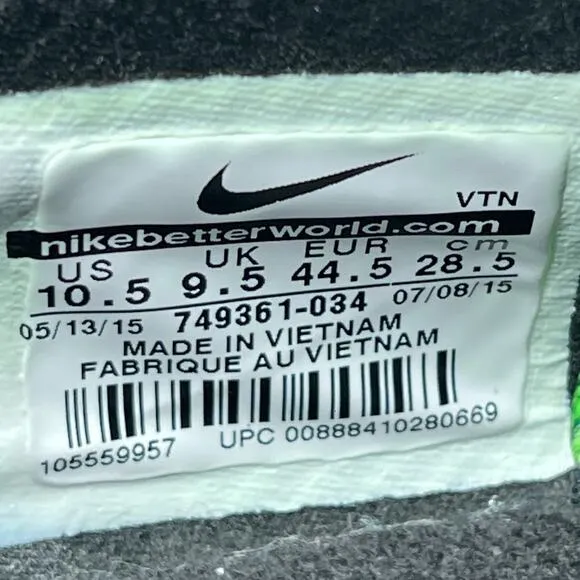 VTN
nikebetterworld.com
US UK EUR cm
10.5 9.5 44.5 28.5
05/13/15 749361-034 07/08/15
MADE IN VIETNAM
FABRIQUE AU VIETNAM
105559957 UPC 00888410280669